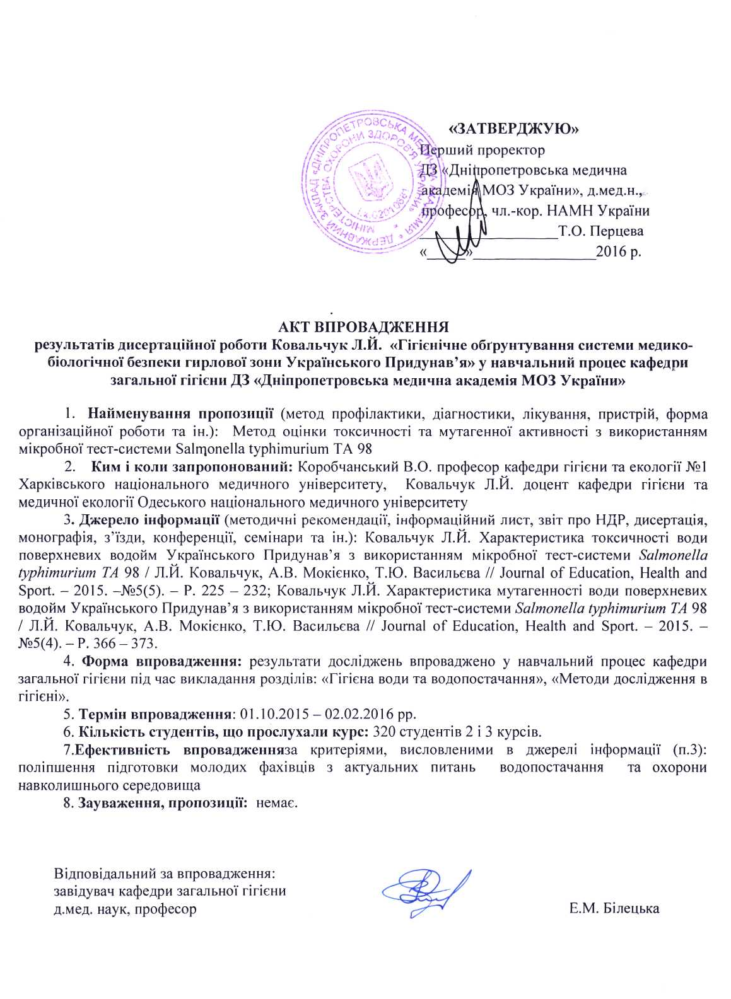 «ЗАТВЕРДЖУЮ»
Перший проректор
ДЗ «Дніпропетровська медична
академія МОЗ України», д.мед.н.,
професор, чл.-кор. НАМН України
__________________Т.О. Перцева
«_____»________________2016 р.
ДЕРЖАВНИЙ ЗАКЛАД «ДНІПРОПЕТРОВСЬКА МЕДИЧНА АКАДЕМІЯ
МІНІСТЕРСТВА ОХОРОНИ ЗДОРОВ'Я УКРАЇНИ»
АКТ ВПРОВАДЖЕННЯ
результатів дисертаційної роботи Ковальчук Л.Й. «Гігієнічне обґрунтування системи медико-
біологічної безпеки гирлової зони Українського Придунав’я» у навчальний процес кафедри
загальної гігієни ДЗ «Дніпропетровська медична академія МОЗ України»
1. Найменування пропозиції (метод профілактики, діагностики, лікування, пристрій, форма
організаційної роботи та ін.): Метод оцінки токсичності та мутагенної активності з використанням
мікробної тест-системи Salmonella typhimurium TA 98
2. Ким і коли запропонований: Коробчанський В.О. професор кафедри гігієни та екології №1
Харківського національного медичного університету, Ковальчук Л.Й. доцент кафедри гігієни та
медичної екології Одеського національного медичного університету
3. Джерело інформації (методичні рекомендації, інформаційний лист, звіт про НДР, дисертація,
монографія, з’їзди, конференції, семінари та ін.): Ковальчук Л.Й. Характеристика токсичності води
поверхневих водойм Українського Придунав’я з використанням мікробної тест-системи Salmonella
typhimurium TA 98 / Л.Й. Ковальчук, А.В. Мокієнко, Т.Ю. Васильєва // Journal of Education, Health and
Sport. – 2015. –№5(5). – P. 225 – 232; Ковальчук Л.Й. Характеристика мутагенності води поверхневих
водойм Українського Придунав’я з використанням мікробної тест-системи Salmonella typhimurium TA 98
/ Л.Й. Ковальчук, А.В. Мокієнко, Т.Ю. Васильєва // Journal of Education, Health and Sport. – 2015. –
№5(4). – P. 366 – 373.
4. Форма впровадження: результати досліджень впроваджено у навчальний процес кафедри
загальної гігієни під час викладання розділів: «Гігієна води та водопостачання», «Методи дослідження в
гігієні».
5. Термін впровадження: 01.10.2015 – 02.02.2016 рр.
6. Кількість студентів, що прослухали курс: 320 студентів 2 і 3 курсів.
7.Ефективність впровадженняза критеріями, висловленими в джерелі інформації (п.3):
поліпшення підготовки молодих фахівців з актуальних питань водопостачання та охорони
навколишнього середовища
8. Зауваження, пропозиції: немає.
Відповідальний за впровадження:
завідувач кафедри загальної гігієни
д.мед. наук, професор Е.М. Білецька